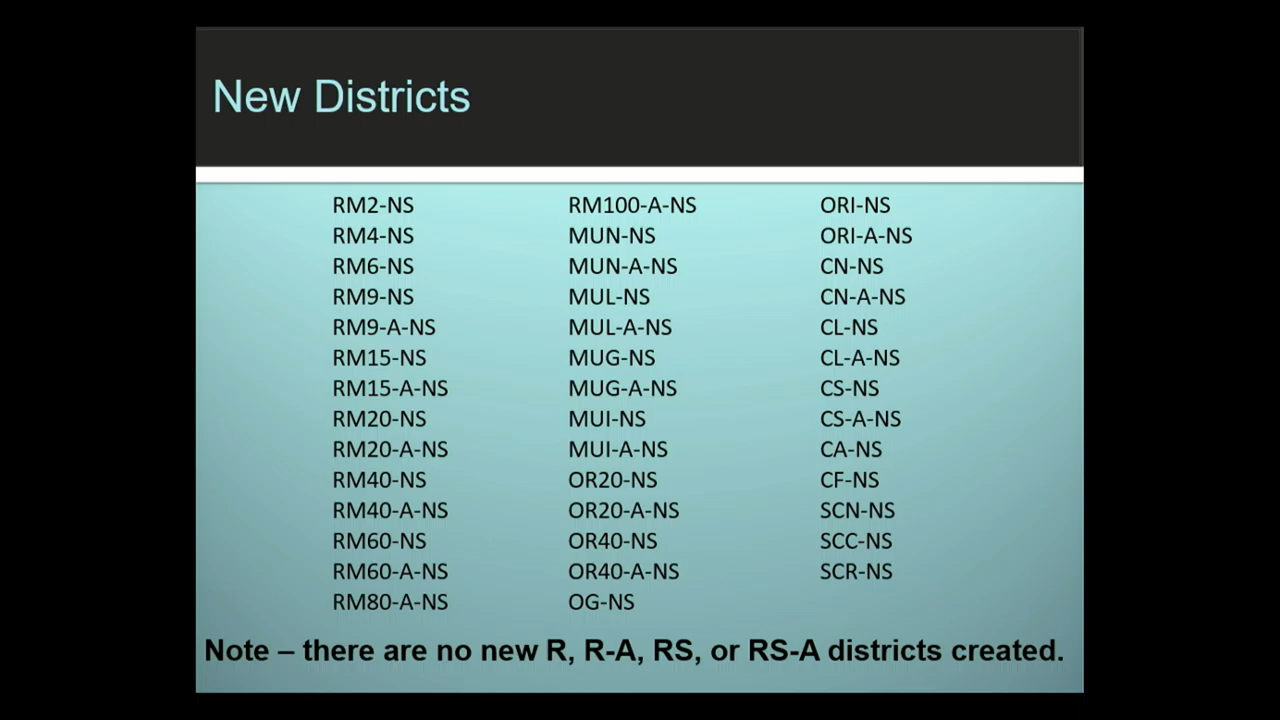 New Districts
RM2-NS
RM4-NS
RM6-NS
RM9-NS
RM9-A-NS
RM15-NS
RM15-A-NS
RM20-NS
RM20-A-NS
RM40-NS
RM40-A-NS
RM60-NS
RM60-A-NS
RM80-A-NS
RM100-A-NS
MUN-NS
MUN-A-NS
MUL-NS
MUL-A-NS
MUG-NS
MUG-A-NS
MUI-NS
MUI-A-NS
OR20-NS
OR20-A-NS
OR40-NS
OR40-A-NS
OG-NS
ORI-NS
ORI-A-NS
CN-NS
CN-A-NS
CL-NS
CL-A-NS
CS-NS
CS-A-NS
CA-NS
CF-NS
SCN-NS
SCC-NS
SCR-NS
Note – there are no new R, R-A, RS, or RS-A districts created.